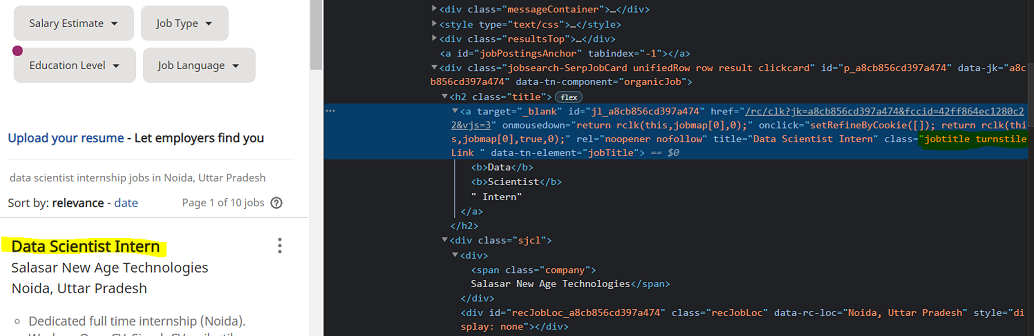 Salary Estimate
Job Type
Education Level
Job Language
Upload your resume - Let employers find you
data scientist internship jobs in Noida, Uttar Pradesh
Sort by: relevance - date
Page 1 of 10 jobs
Data Scientist Intern
Salasar New Age Technologies
Noida, Uttar Pradesh
Dedicated full time internship (Noida).
<div class="messageContainer">…</div>
<style type="text/css">…</style>
<div class="resultsTop">…</div>
<a id="jobPostingsAnchor" tabindex="-1"></a>
<div class="jobsearch-SerpJobCard unifiedRow row result clickcard" id="p_a8cb856cd397a474" data-jk="a8c
b856cd397a474" data-tn-component="organicJob">
<h2 class="title"> flex
<a target="_blank" id="jl_a8cb856cd397a474" href="/rc/clk?jk=a8cb856cd397a474&fccid=42ff864ec1280c2
2&vjs=3" onmousedown="return rclk(this,jobmap[0],0);" onclick="setRefineByCookie([]); return rclk(thi
s,jobmap[0],true,0);" rel="noopener nofollow" title="Data Scientist Intern" class="jobtitle turnstile
Link " data-tn-element="jobTitle"> == $0
<b>Data</b>
<b>Scientist</b>
" Intern"
</a>
</h2>
<div class="sjcl">
<div>
<span class="company">
Salasar New Age Technologies</span>
</div>
<div id="recJobLoc_a8cb856cd397a474" class="recJobLoc" data-rc-loc="Noida, Uttar Pradesh" style="di
splay: none"></div>